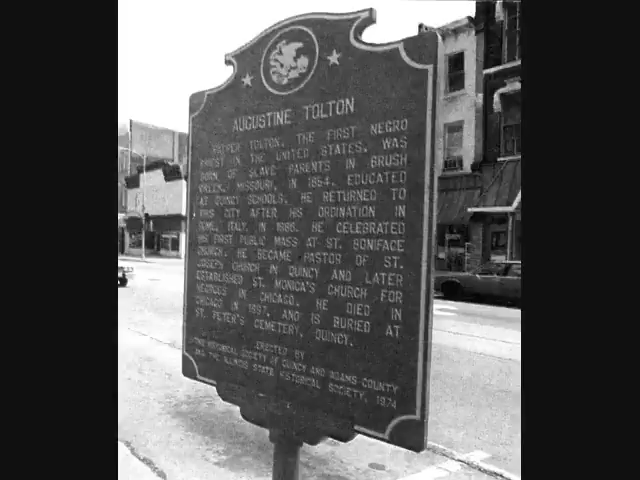 AUGUSTINE TOLTON
FATHER TOLTON, THE FIRST NEGRO
PRIEST IN THE UNITED STATES, WAS
BORN OF SLAVE PARENTS IN BRUSH
CREEK, MISSOURI, IN 1854. EDUCATED
AT QUINCY SCHOOLS, HE RETURNED TO
THIS CITY AFTER HIS ORDINATION IN
ROME, ITALY, IN 1886. HE CELEBRATED
HIS FIRST PUBLIC MASS AT ST. BONIFACE
CHURCH. HE BECAME PASTOR OF ST.
JOSEPH CHURCH IN QUINCY AND LATER
ESTABLISHED ST. MONICA'S CHURCH FOR
NEGROES IN CHICAGO. HE DIED IN
CHICAGO IN 1897, AND IS BURIED AT
ST. PETER'S CEMETERY, QUINCY.
ERECTED BY
THE HISTORICAL SOCIETY OF QUINCY AND ADAMS COUNTY
AND THE ILLINOIS STATE HISTORICAL SOCIETY, 1974